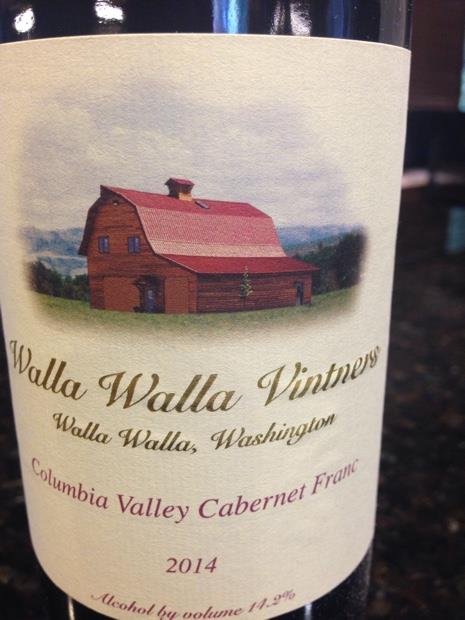 Walla Walla Vintners
Walla Walla, Washington
Columbia Valley Cabernet Franc
2014
Alcohol by volume 14.2%